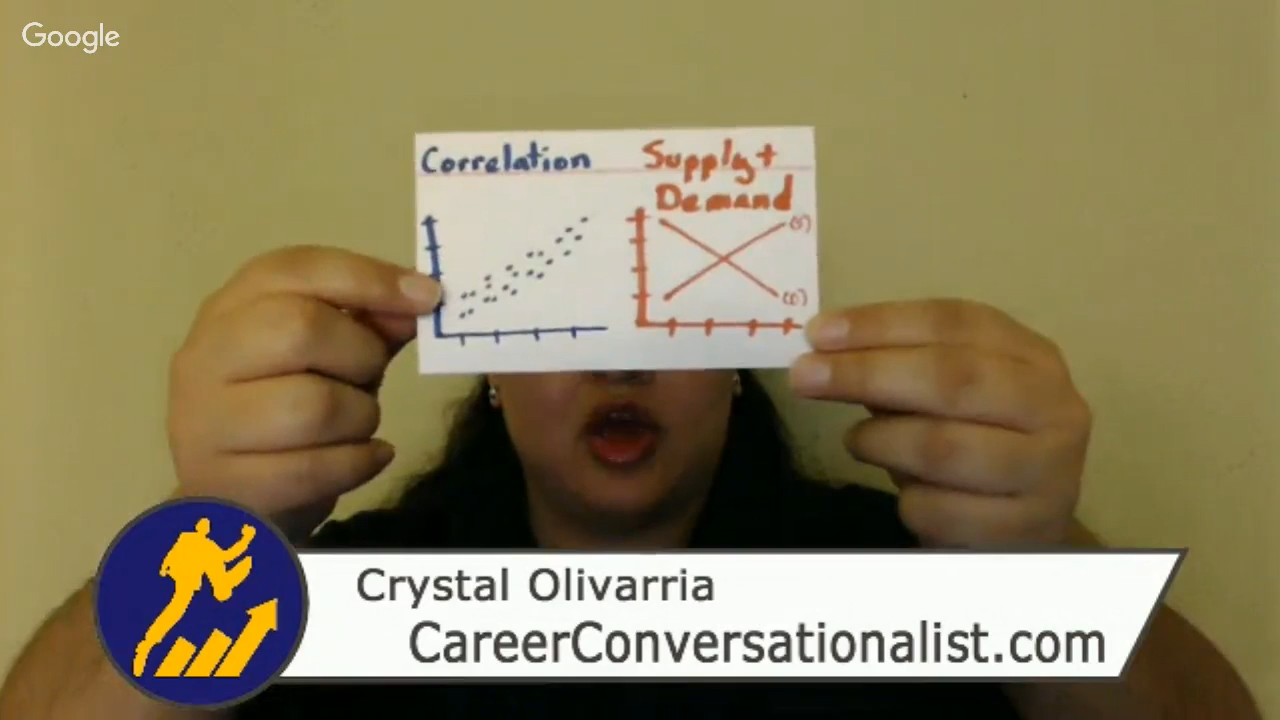 Google
Correlation
Supply +
Demand
(S)
(D)
Crystal Olivarria
CareerConversationalist.com